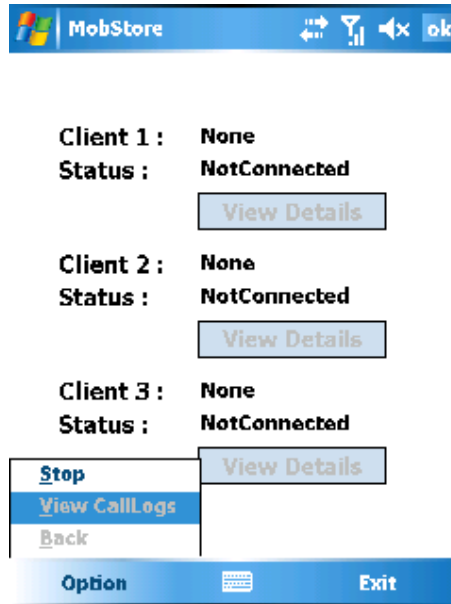 MobStore
ok
Client 1 : None
Status : NotConnected
View Details
Client 2 : None
Status : NotConnected
View Details
Client 3 : None
Status : NotConnected
View Details
Stop
View CallLogs
Back
Option Exit